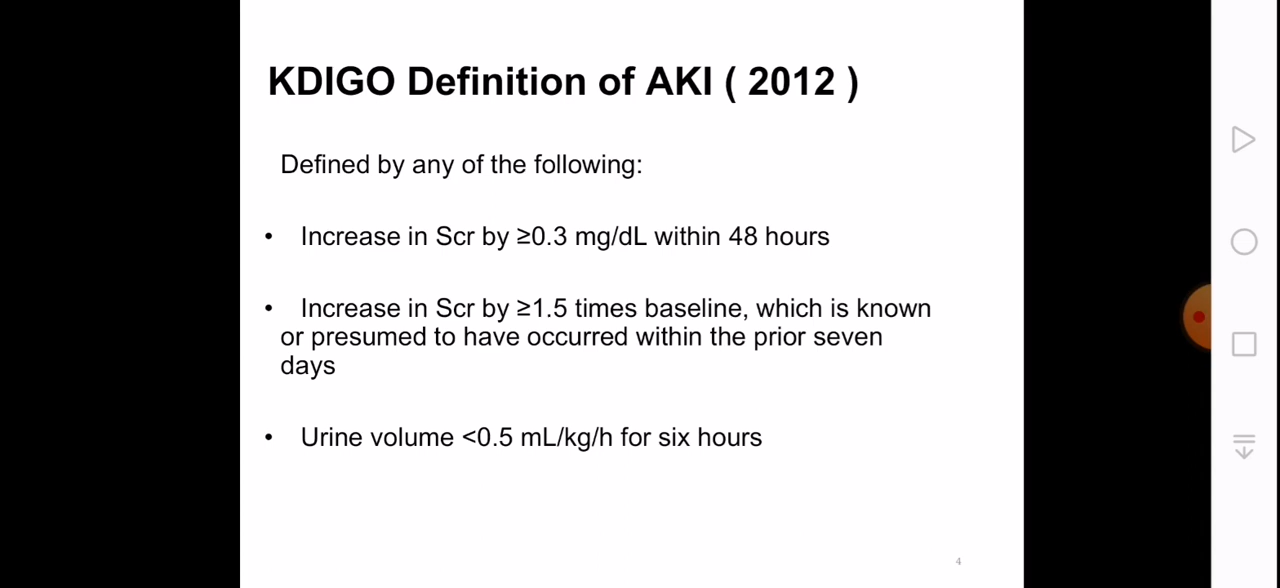 KDIGO Definition of AKI ( 2012 )
Defined by any of the following:
• Increase in Scr by ≥0.3 mg/dL within 48 hours
• Increase in Scr by ≥1.5 times baseline, which is known
or presumed to have occurred within the prior seven
days
• Urine volume <0.5 mL/kg/h for six hours
4